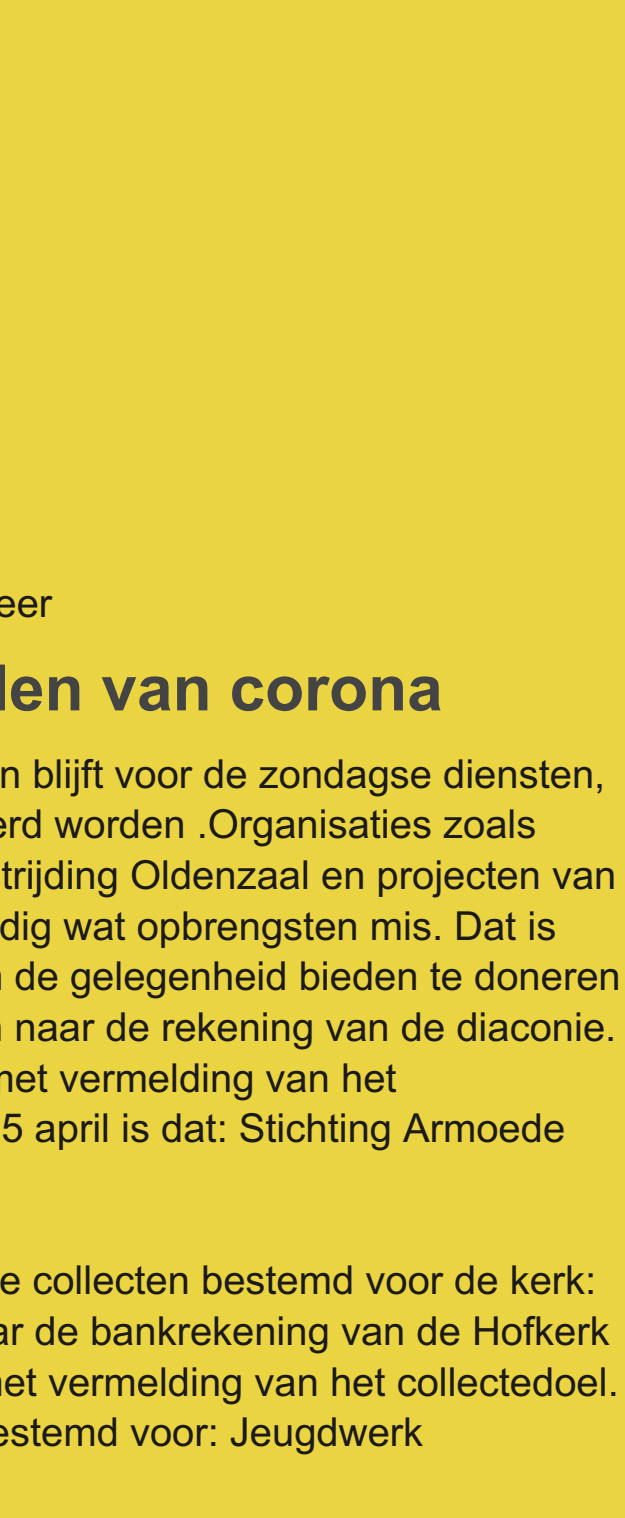 eer
len van corona
n blijft voor de zondagse diensten,
erd worden .Organisaties zoals
trijding Oldenzaal en projecten van
dig wat opbrengsten mis. Dat is
de gelegenheid bieden te doneren
naar de rekening van de diaconie.
met vermelding van het
5 april is dat: Stichting Armoede
e collecten bestemd voor de kerk:
ar de bankrekening van de Hofkerk
net vermelding van het collectedoel.
estemd voor: Jeugdwerk